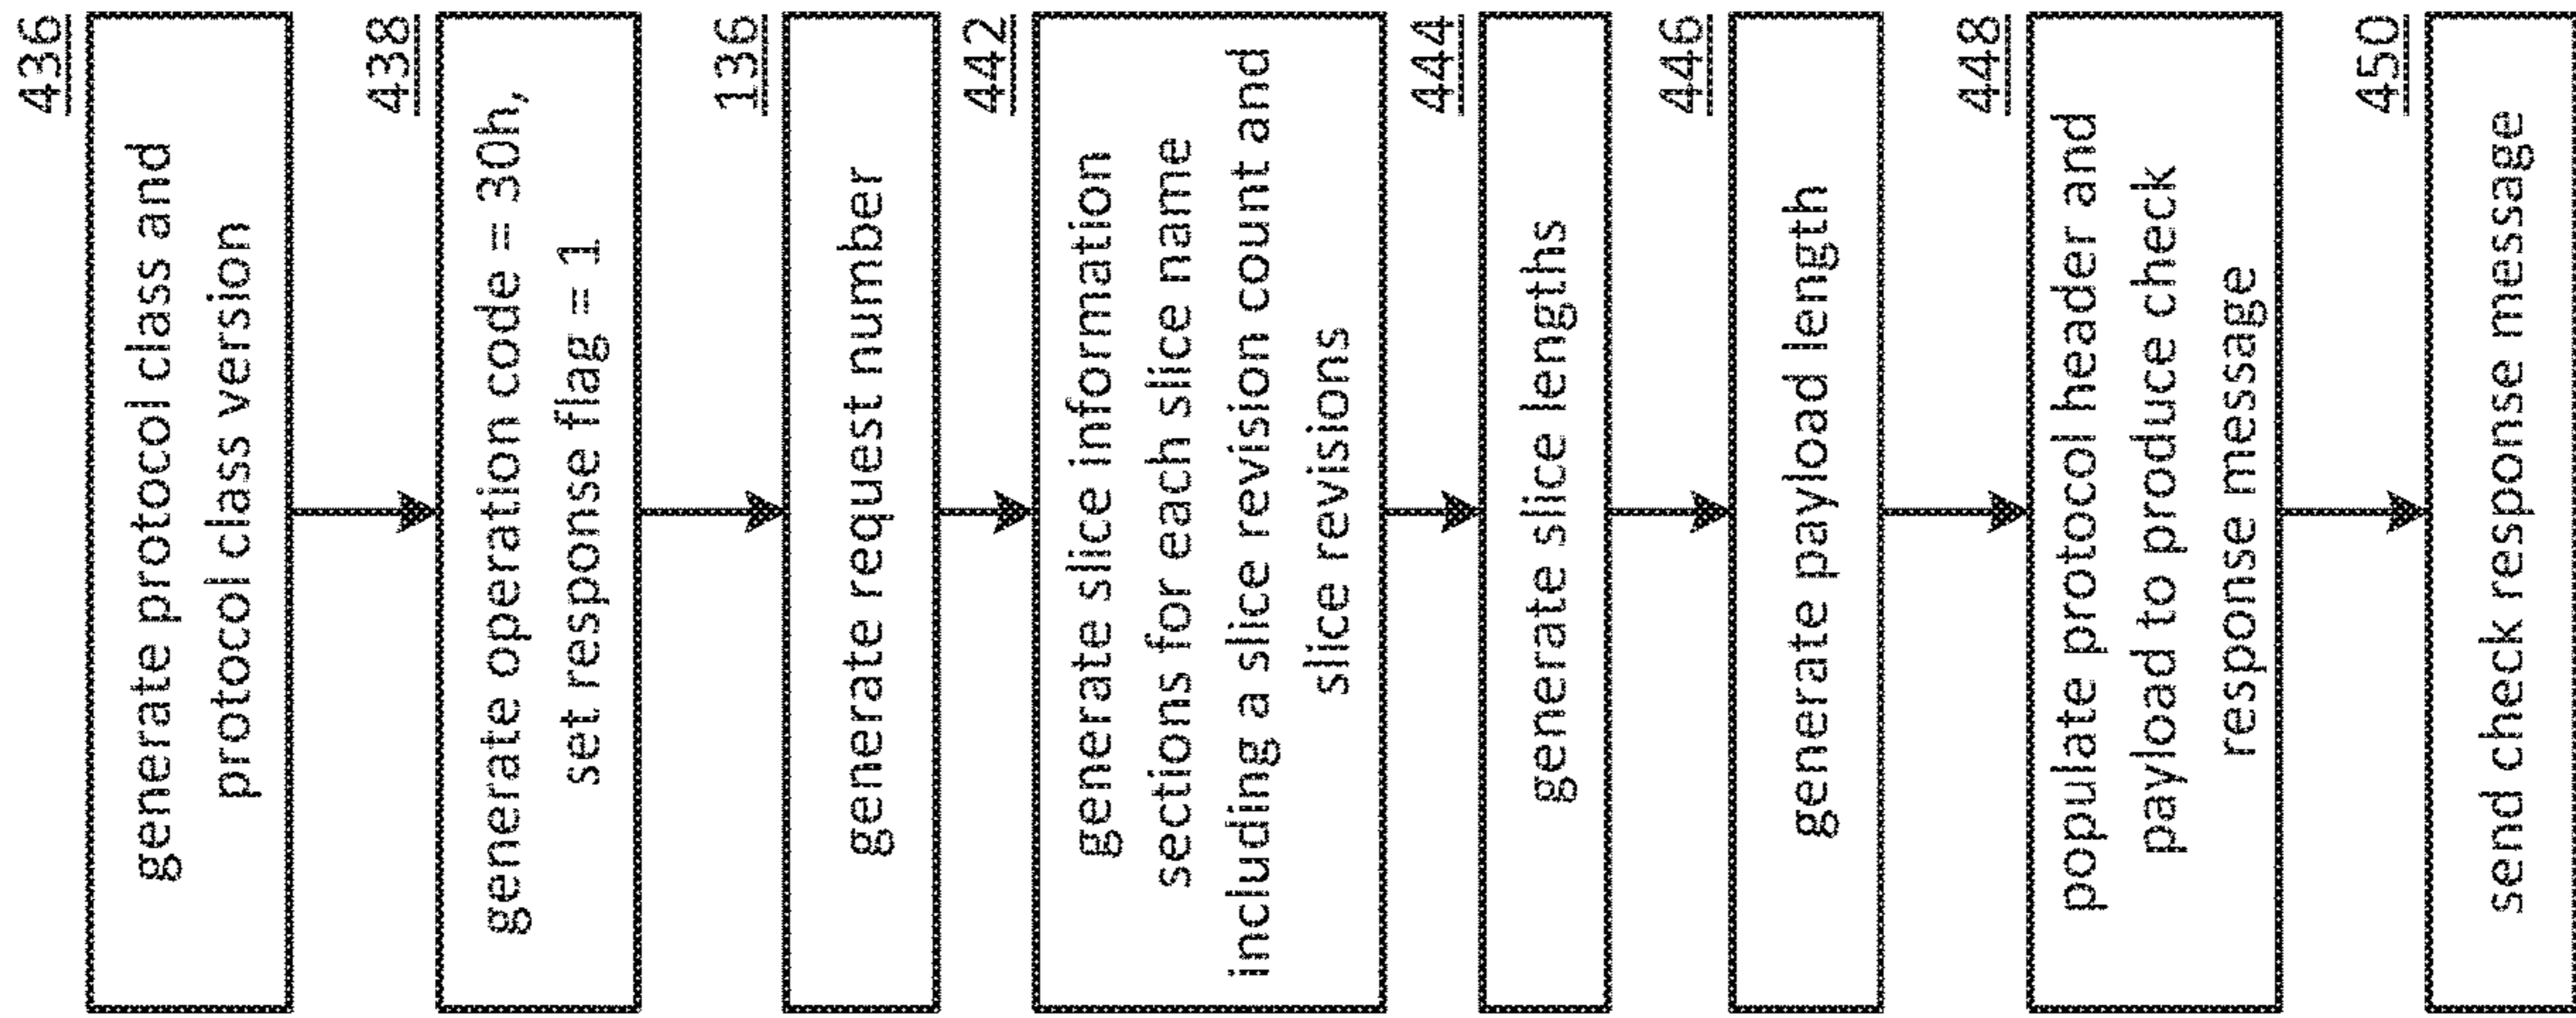 436
generate protocol class and
protocol class version
438
generate operation code = 30h,
set response flag = 1
136
generate request number
442
generate slice information
sections for each slice name
including a slice revision count and
slice revisions
444
generate slice lengths
446
generate payload length
448
populate protocol header and
payload to produce check
response message
450
send check response message